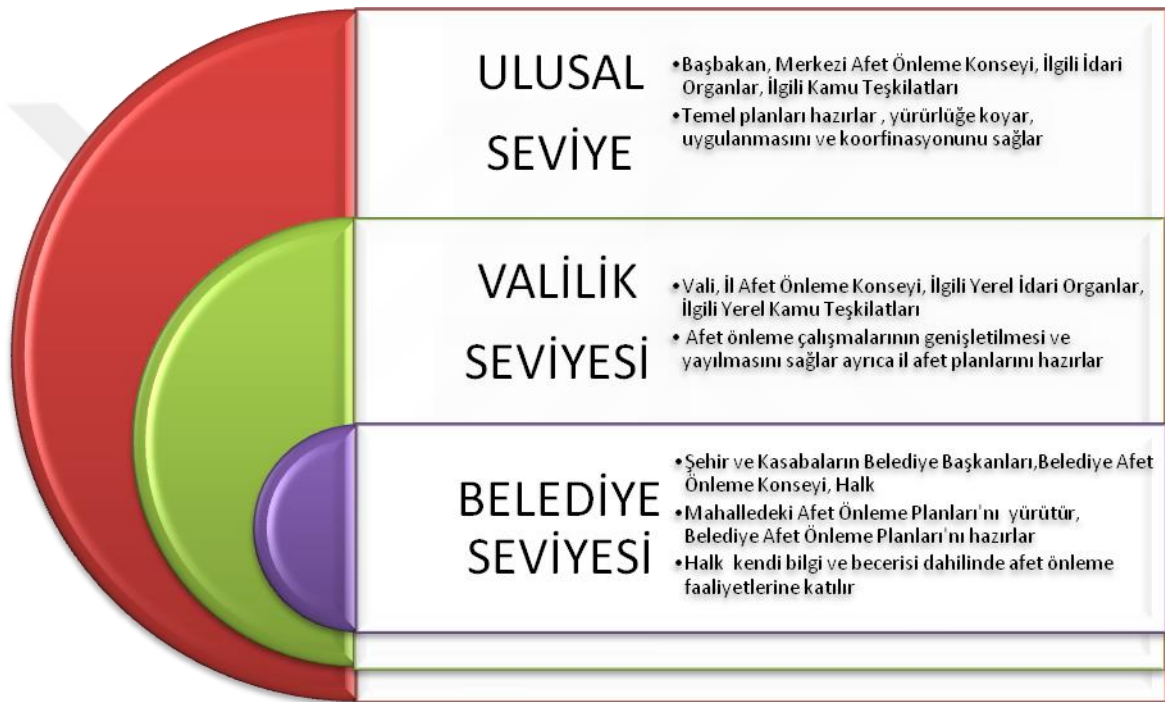 ULUSAL
SEVİYE
•Başbakan, Merkezi Afet Önleme Konseyi, İlgili İdari
Organlar, İlgili Kamu Teşkilatları
•Temel planları hazırlar , yürürlüğe koyar,
uygulanmasını ve koorfinasyonunu sağlar
VALİLİK
SEVİYESİ
•Vali, İl Afet Önleme Konseyi, İlgili Yerel İdari Organlar,
İlgili Yerel Kamu Teşkilatları
• Afet önleme çalışmalarının genişletilmesi ve
yayılmasını sağlar ayrıca il afet planlarını hazırlar
BELEDİYE
SEVİYESİ
•Şehir ve Kasabaların Belediye Başkanları,Belediye Afet
Önleme Konseyi, Halk
•Mahalledeki Afet Önleme Planları'nı yürütür,
Belediye Afet Önleme Planları'nı hazırlar
•Halk kendi bilgi ve becerisi dahilinde afet önleme
faaliyetlerine katılır